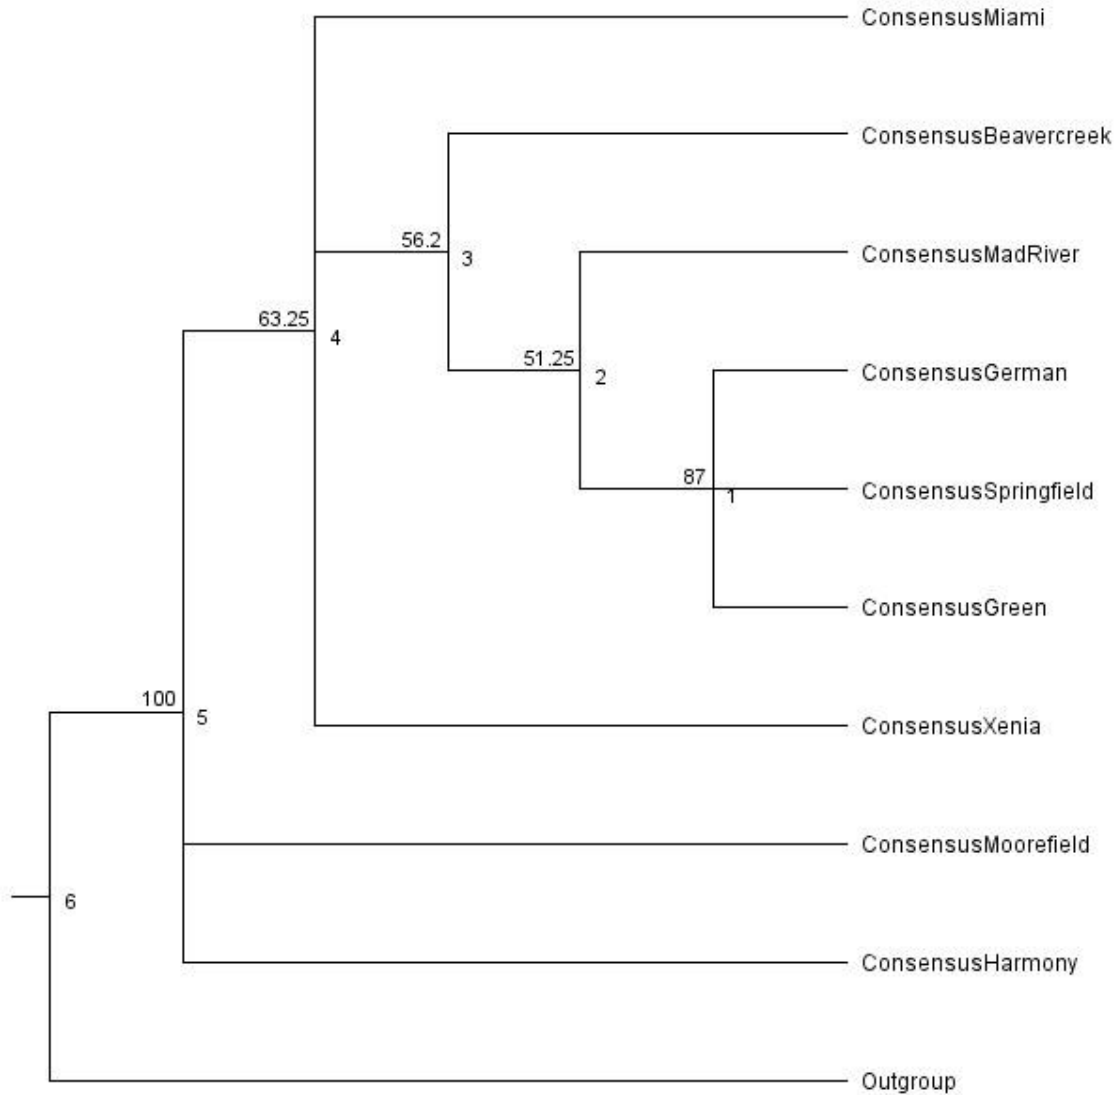 ConsensusMiami
ConsensusBeavercreek
56.2
3
ConsensusMadRiver
63.25
4
51.25
2
ConsensusGerman
87
1
ConsensusSpringfield
ConsensusGreen
100
5
ConsensusXenia
ConsensusMoorefield
6
ConsensusHarmony
Outgroup